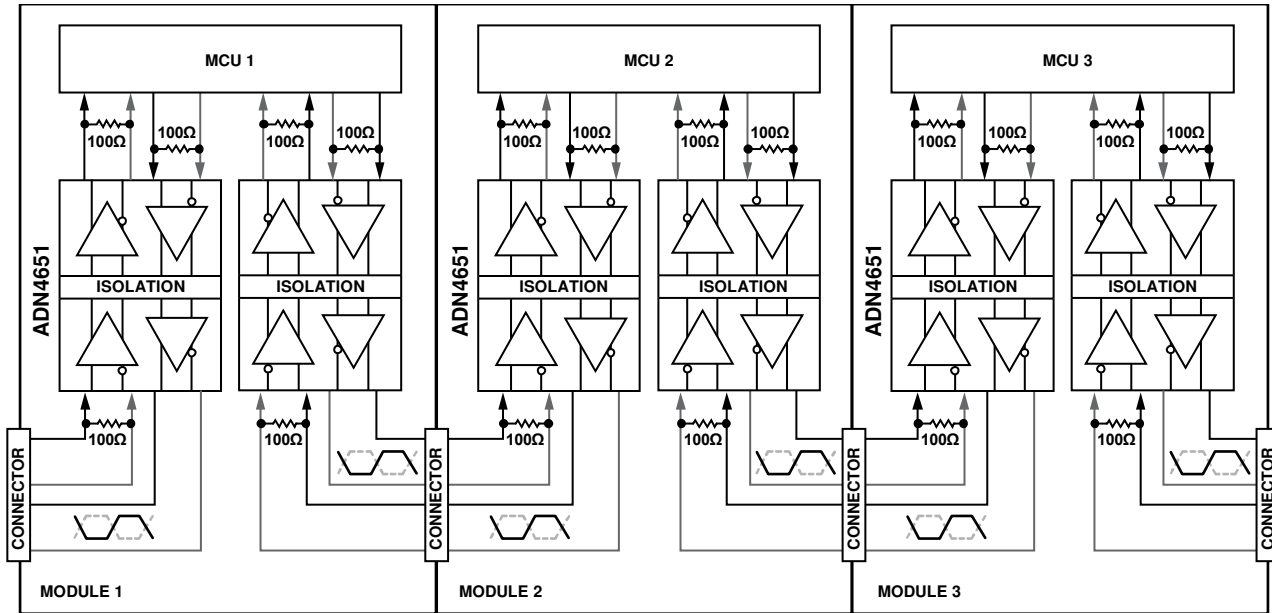 MCU 1
MCU 2
MCU 3
100Ω
100Ω
100Ω
100Ω
100Ω
100Ω
100Ω
100Ω
100Ω
100Ω
100Ω
100Ω
ADN4651
ISOLATION
ISOLATION
ADN4651
ISOLATION
ISOLATION
ADN4651
ISOLATION
ISOLATION
100Ω
100Ω
100Ω
100Ω
100Ω
100Ω
CONNECTOR
CONNECTOR
CONNECTOR
CONNECTOR
MODULE 1
MODULE 2
MODULE 3